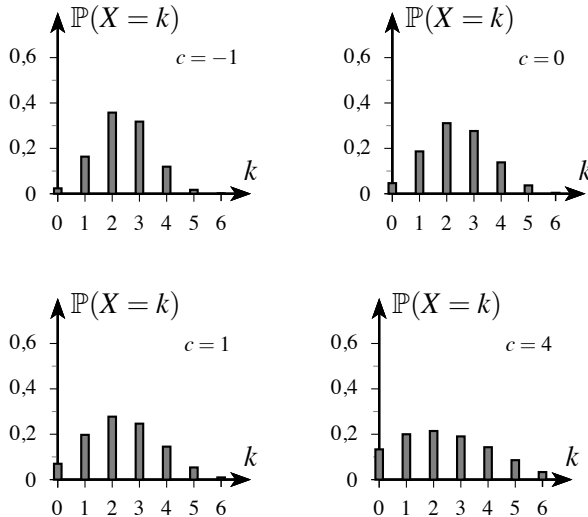 ℙ(X = k)
0,6
c = −1
0,4
0,2
0
k
0 1 2 3 4 5 6
ℙ(X = k)
0,6
c = 0
0,4
0,2
0
k
0 1 2 3 4 5 6
ℙ(X = k)
0,6
c = 1
0,4
0,2
0
k
0 1 2 3 4 5 6
ℙ(X = k)
0,6
c = 4
0,4
0,2
0
k
0 1 2 3 4 5 6